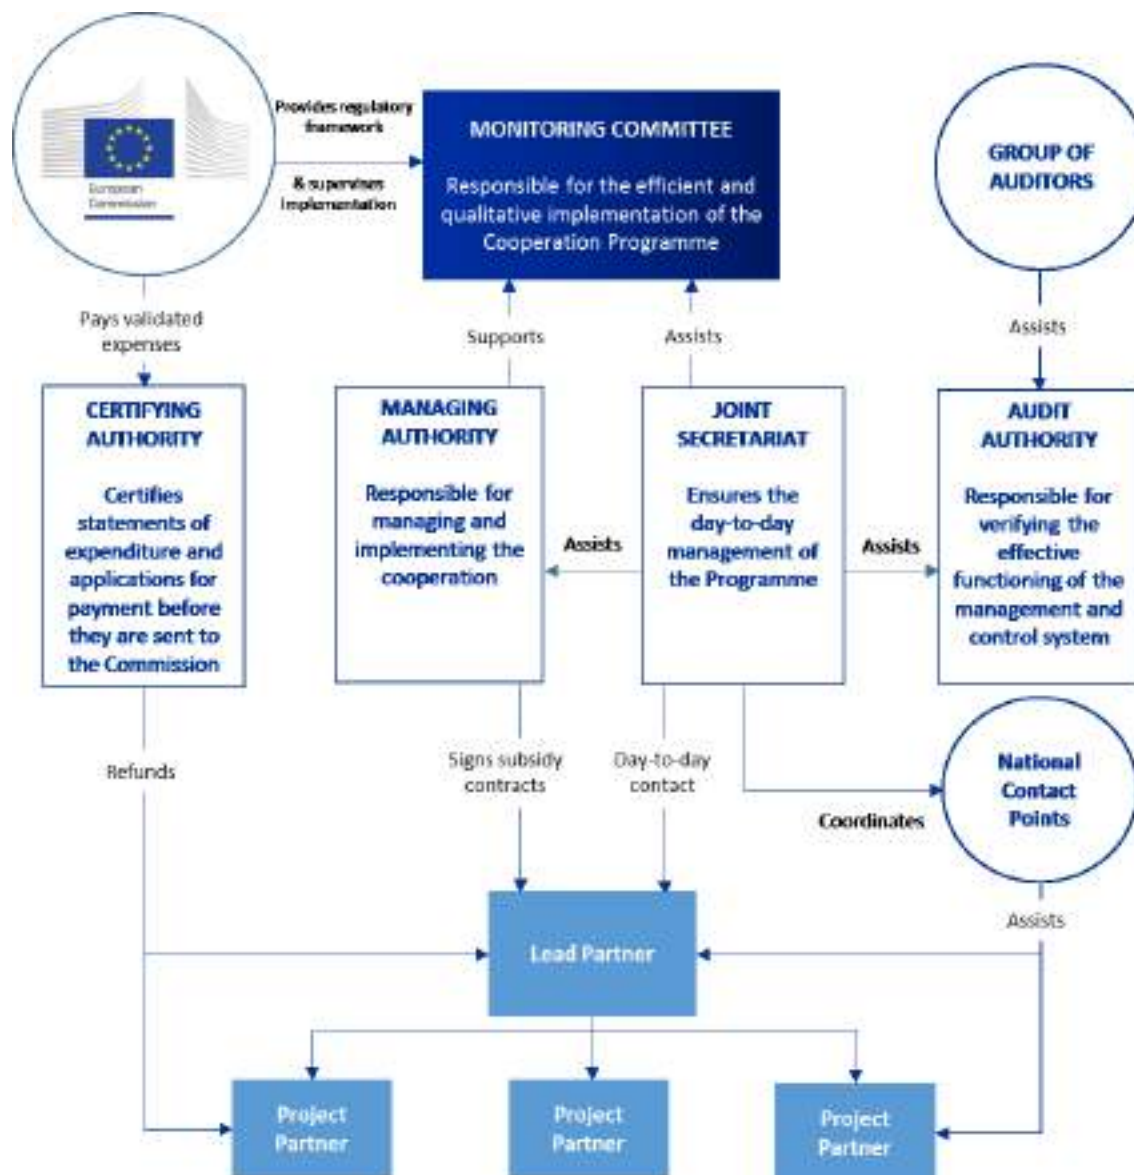 European
Commission
Provides regulatory
framework
& supervises
implementation
MONITORING COMMITTEE
Responsible for the efficient and
qualitative implementation of the
Cooperation Programme
GROUP OF
AUDITORS
Pays validated
expenses
Supports
Assists
Assists
CERTIFYING
AUTHORITY
Certifies
statements of
expenditure and
applications for
payment before
they are sent to
the Commission
MANAGING
AUTHORITY
Responsible for
managing and
implementing the
cooperation
Assists
JOINT
SECRETARIAT
Ensures the
day-to-day
management of
the Programme
Assists
AUDIT
AUTHORITY
Responsible for
verifying the
effective
functioning of the
management and
control system
Refunds
Signs subsidy
contracts
Day-to-day
contact
Coordinates
National
Contact
Points
Assists
Lead Partner
Project
Partner
Project
Partner
Project
Partner